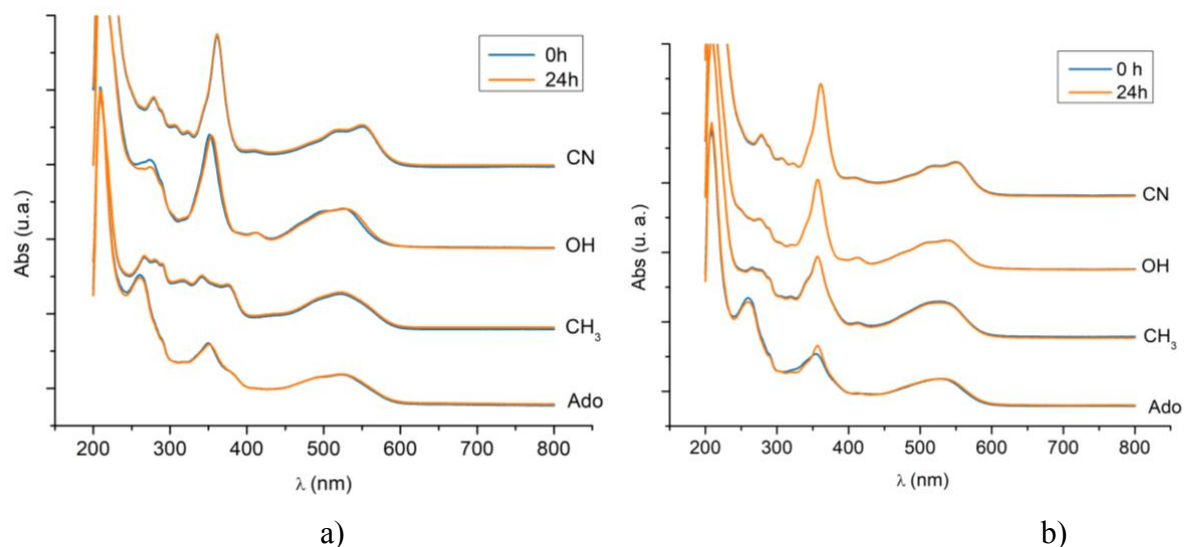 Abs (u.a.)
0h
24h
CN
OH
CH₃
Ado
200 300 400 500 600 700 800
λ (nm)
a)
Abs (u. a.)
0 h
24h
CN
OH
CH₃
Ado
200 300 400 500 600 700 800
λ (nm)
b)